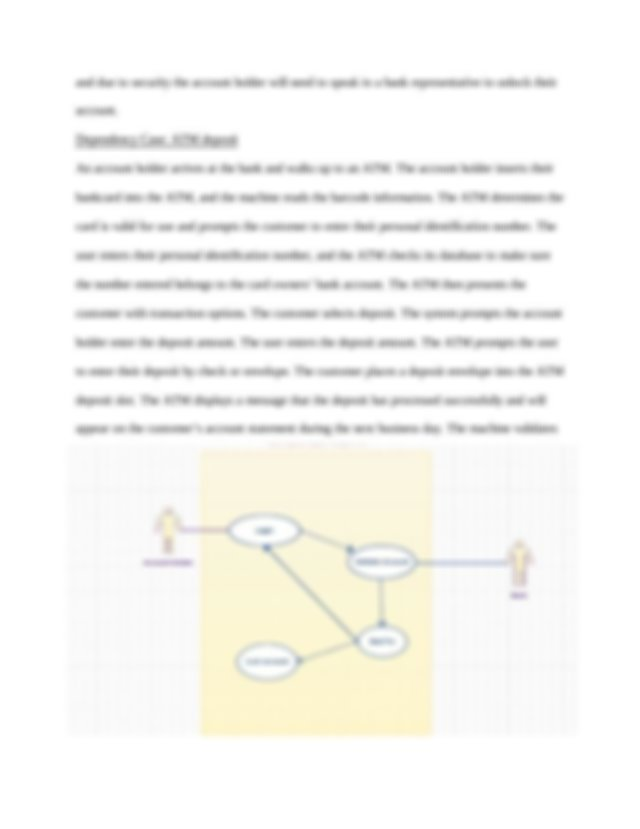 and due to security the account holder will need to speak to a bank representative to unlock their
account.
Dependency Case: ATM deposit
An account holder arrives at the bank and walks up to an ATM. The account holder inserts their
bankcard into the ATM, and the machine reads the barcode information. The ATM determines the
card is valid for use and prompts the customer to enter their personal identification number. The
user enters their personal identification number, and the ATM checks its database to make sure
the number entered belongs to the card owners' bank account. The ATM then presents the
customer with transaction options. The customer selects deposit. The system prompts the account
holder enter the deposit amount. The user enters the deposit amount. The ATM prompts the user
to enter their deposit by check or envelope. The customer places a deposit envelope into the ATM
deposit slot. The ATM displays a message that the deposit has processed successfully and will
appear on the customer's account statement during the next business day. The machine validates